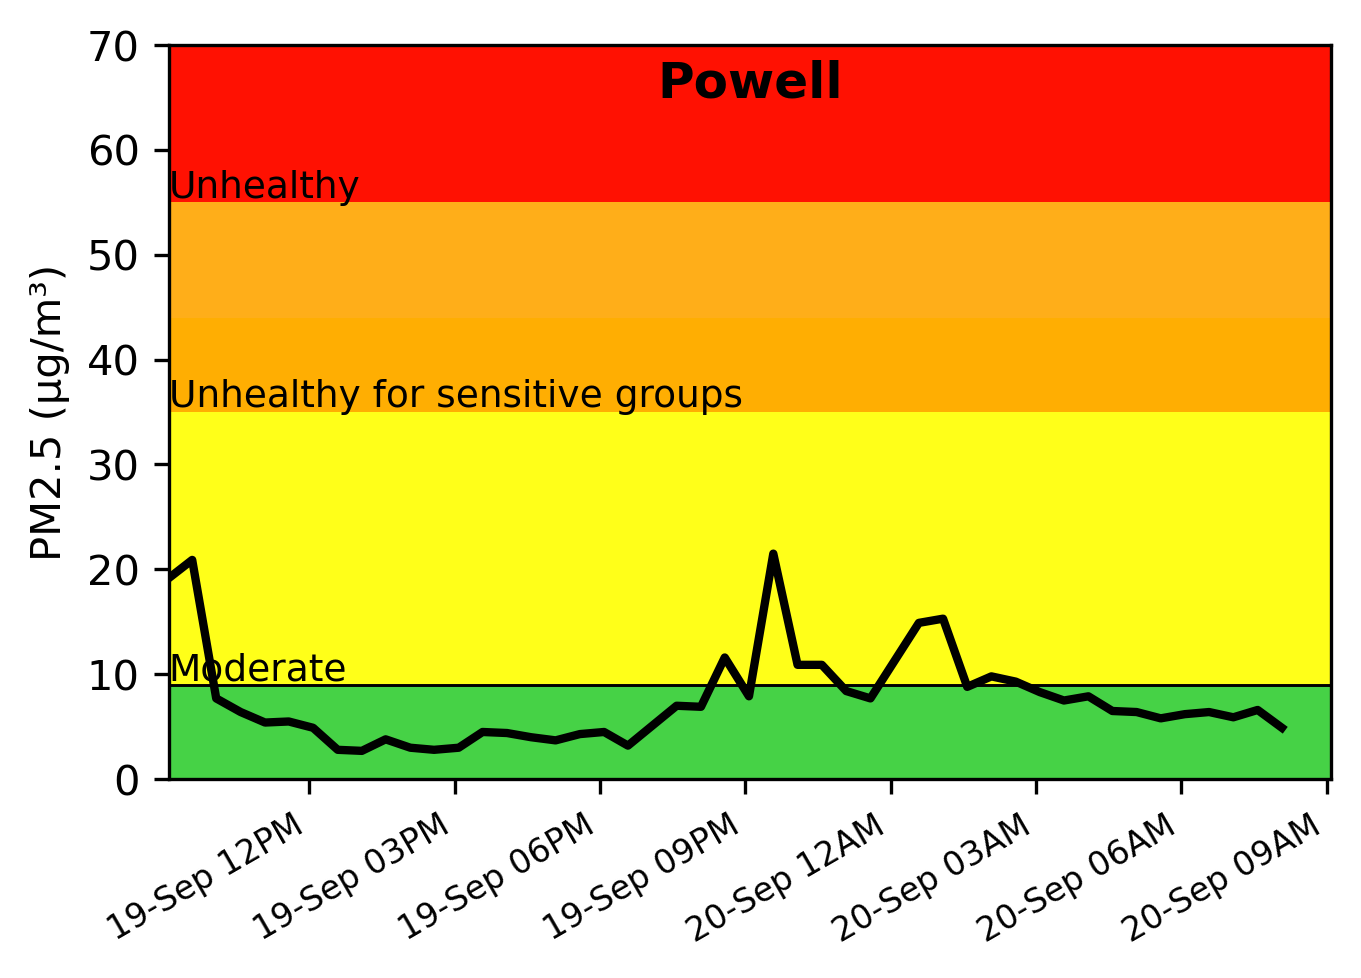 Powell
70
60
50
40
30
20
10
0
PM2.5 (µg/m³)
Unhealthy
Unhealthy for sensitive groups
Moderate
19-Sep 12PM
19-Sep 03PM
19-Sep 06PM
19-Sep 09PM
20-Sep 12AM
20-Sep 03AM
20-Sep 06AM
20-Sep 09AM